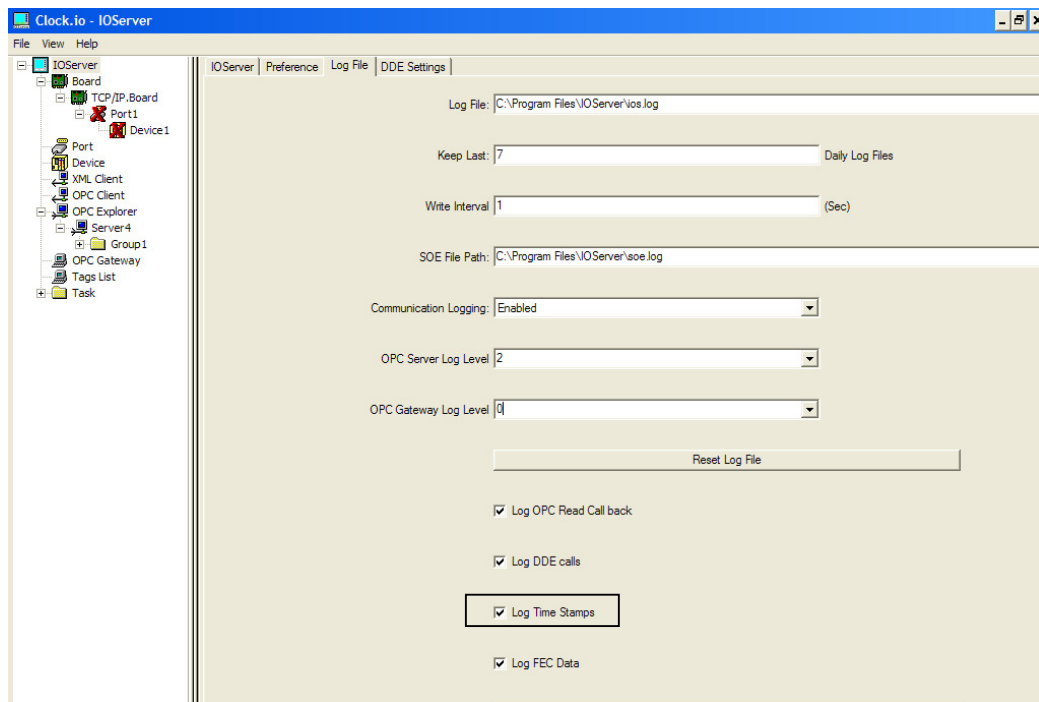 Clock.io - IOServer
File View Help
IOServer
Board
TCP/IP.Board
Port1
Device1
Port
Device
XML Client
OPC Client
OPC Explorer
Server4
Group1
OPC Gateway
Tags List
Task
IOServer Preference Log File DDE Settings
Log File: C:\Program Files\IOServer\ios.log
Keep Last: 7 Daily Log Files
Write Interval 1 (Sec)
SOE File Path: C:\Program Files\IOServer\soe.log
Communication Logging: Enabled
OPC Server Log Level 2
OPC Gateway Log Level 0
Reset Log File
Log OPC Read Call back
Log DDE calls
Log Time Stamps
Log FEC Data